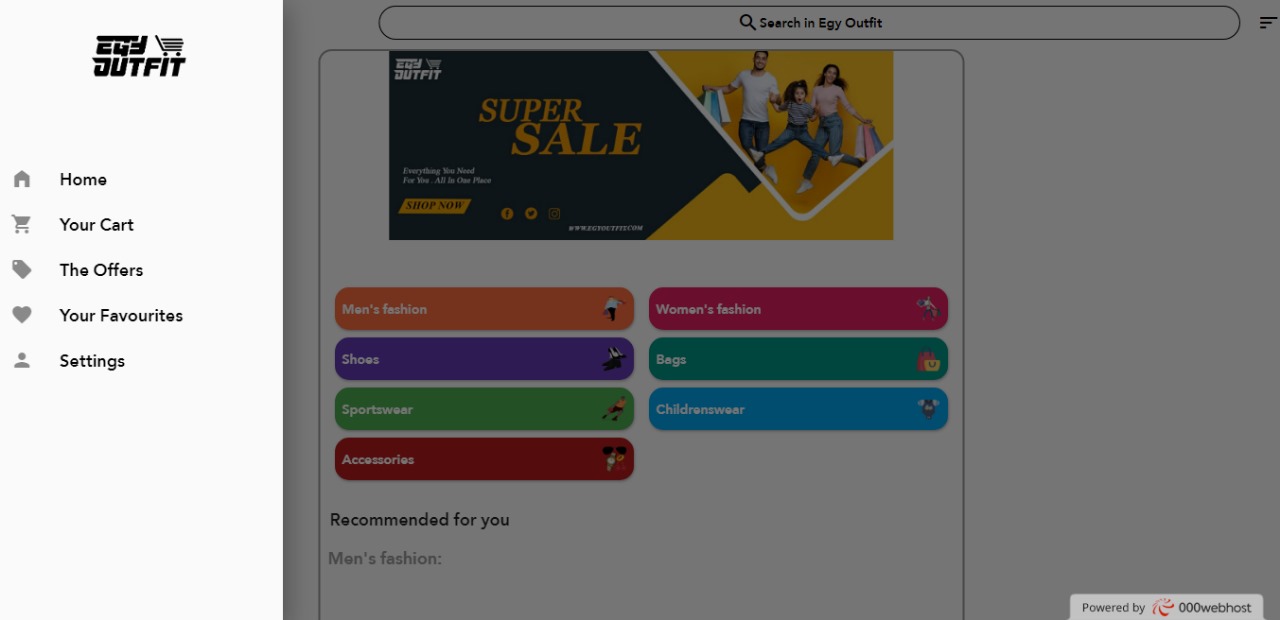 EGY
OUTFIT
Home
Your Cart
The Offers
Your Favourites
Settings
Search in Egy Outfit
EGY
OUTFIT
SUPER
SALE
Everything You Need
For You . All In One Place
SHOP NOW
WWW.EGYOUTFIT.COM
Men's fashion
Women's fashion
Shoes
Bags
Sportswear
Childrenswear
Accessories
Recommended for you
Men's fashion:
Powered by 000webhost